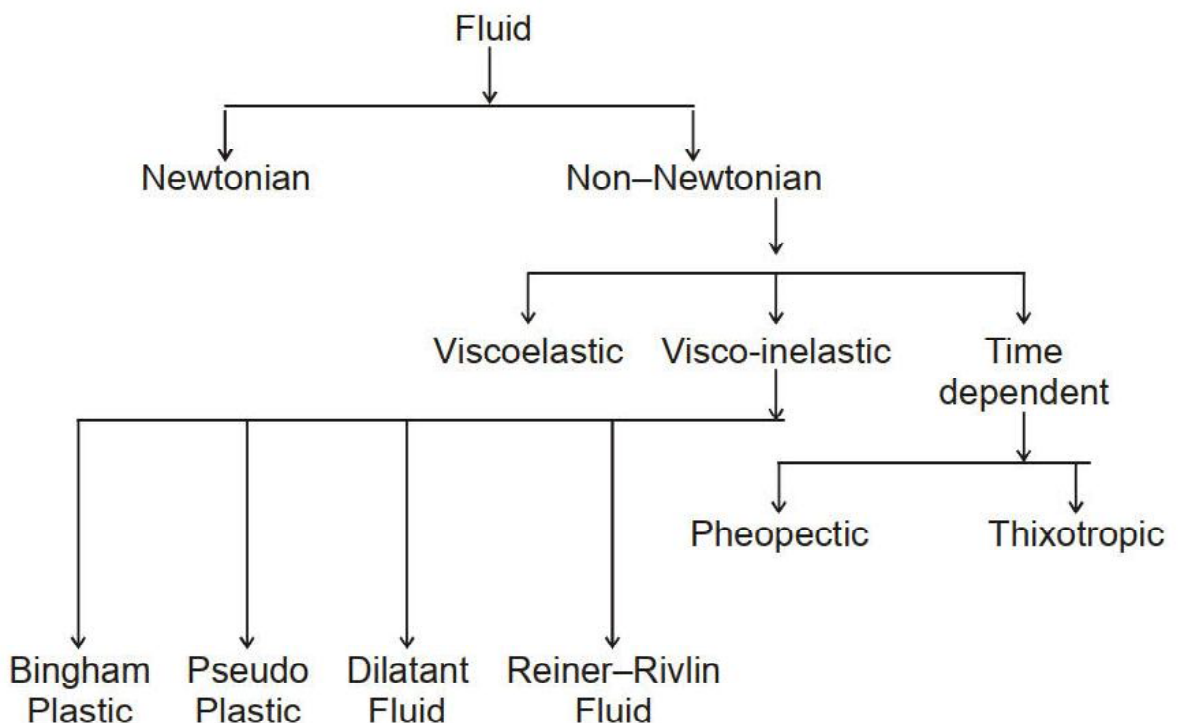 Fluid
Newtonian
Non–Newtonian
Viscoelastic
Visco-inelastic
Time
dependent
Pheopectic
Thixotropic
Bingham
Plastic
Pseudo
Plastic
Dilatant
Fluid
Reiner–Rivlin
Fluid